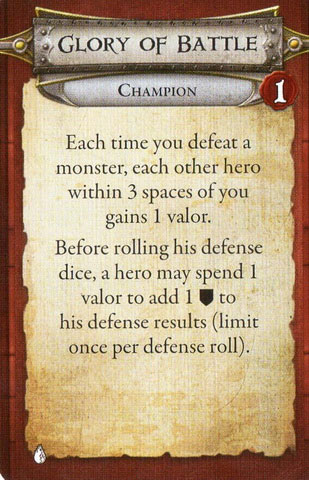 Glory of Battle
Champion
1
Each time you defeat a
monster, each other hero
within 3 spaces of you
gains 1 valor.
Before rolling his defense
dice, a hero may spend 1
valor to add 1 to
his defense results (limit
once per defense roll).